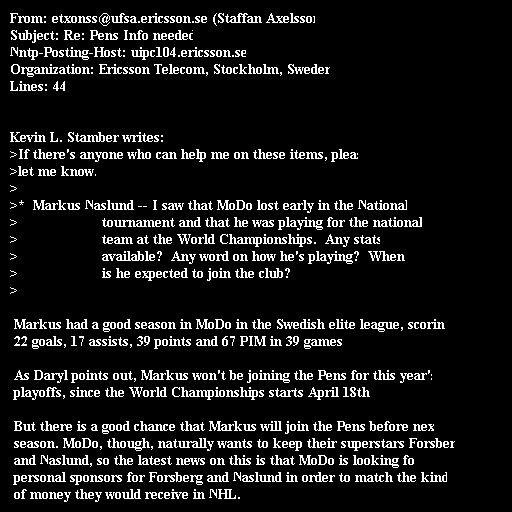 From: etxonss@ufsa.ericsson.se (Staffan Axelsson
Subject: Re: Pens Info needed
Nntp-Posting-Host: uipc104.ericsson.se
Organization: Ericsson Telecom, Stockholm, Sweden
Lines: 44
Kevin L. Stamber writes:
>If there's anyone who can help me on these items, pleas
>let me know.
>
>*  Markus Naslund -- I saw that MoDo lost early in the National
> tournament and that he was playing for the national
> team at the World Championships.  Any stats
> available?  Any word on how he's playing?  When
> is he expected to join the club?
>
Markus had a good season in MoDo in the Swedish elite league, scorin
22 goals, 17 assists, 39 points and 67 PIM in 39 games
As Daryl points out, Markus won't be joining the Pens for this year's
playoffs, since the World Championships starts April 18th
But there is a good chance that Markus will join the Pens before nex
season. MoDo, though, naturally wants to keep their superstars Forsber
and Naslund, so the latest news on this is that MoDo is looking fo
personal sponsors for Forsberg and Naslund in order to match the kind
of money they would receive in NHL.